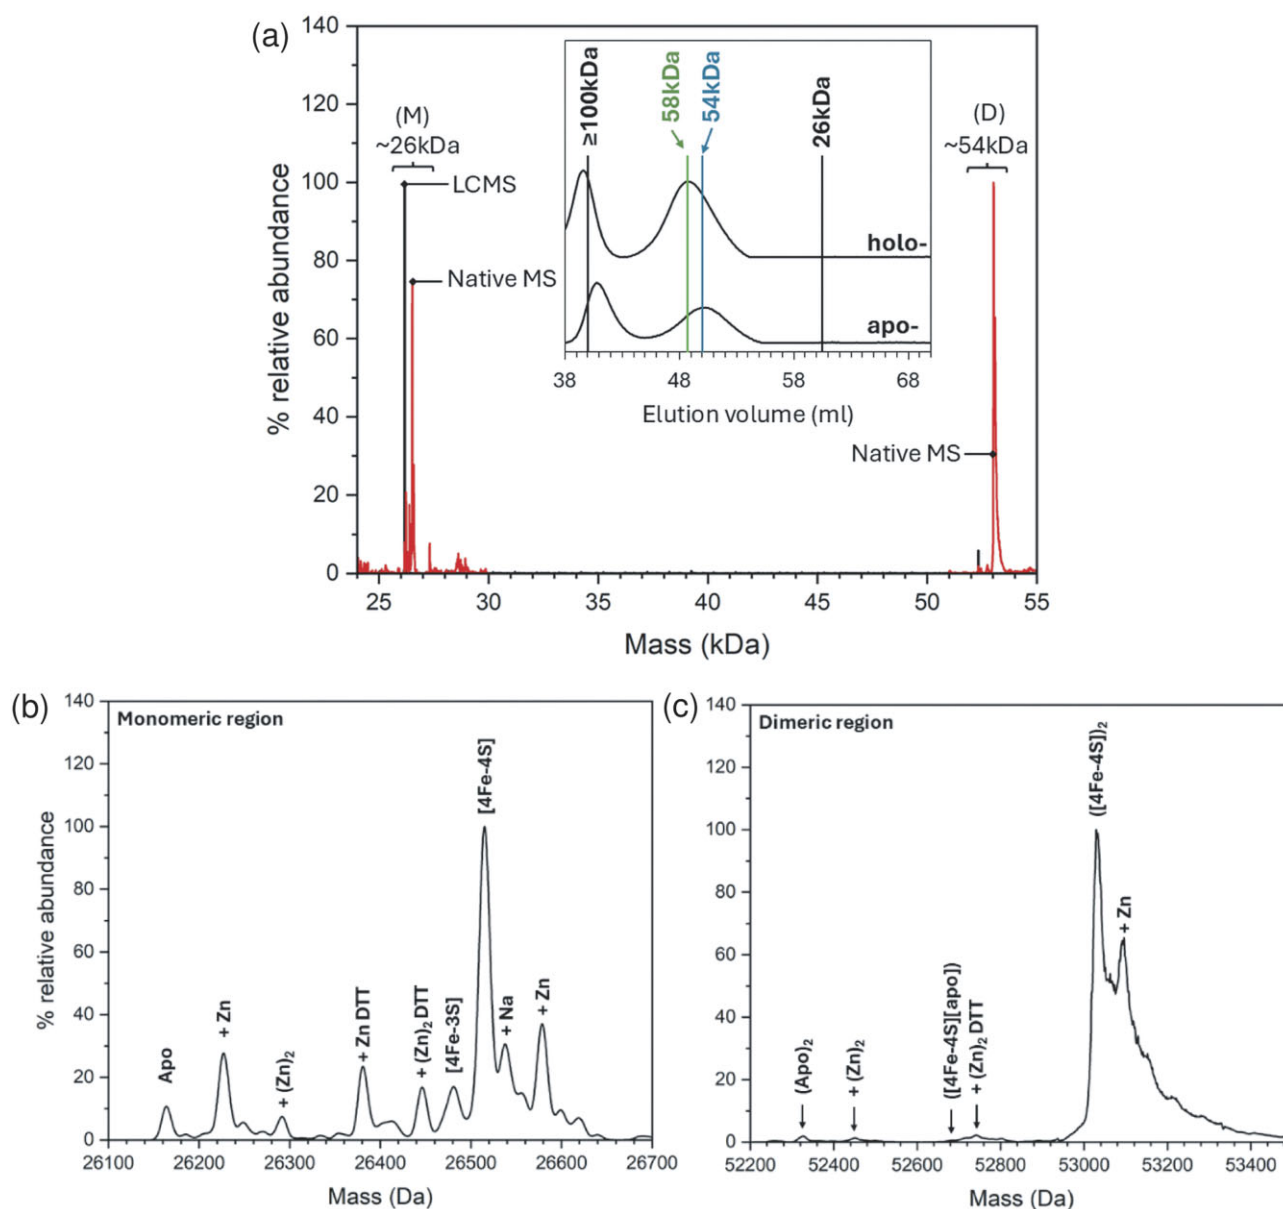 (a)
% relative abundance
140
120
100
80
60
40
20
0
25
30
35
40
45
50
55
Mass (kDa)
(M)
~26kDa
LCMS
Native MS
(D)
~54kDa
Native MS
≥100kDa
58kDa
54kDa
26kDa
holo-
apo-
38
48
58
68
Elution volume (ml)
(b)
Monomeric region
% relative abundance
140
120
100
80
60
40
20
0
Apo
+ Zn
+ (Zn)₂
+ Zn DTT
+ (Zn)₂ DTT
[4Fe-3S]
[4Fe-4S]
+ Na
+ Zn
26100
26200
26300
26400
26500
26600
26700
Mass (Da)
(c)
Dimeric region
140
120
100
80
60
40
20
0
(Apo)₂
+ (Zn)₂
([4Fe-4S][apo])
+ (Zn)₂ DTT
([4Fe-4S])₂
+ Zn
52200
52400
52600
52800
53000
53200
53400
Mass (Da)